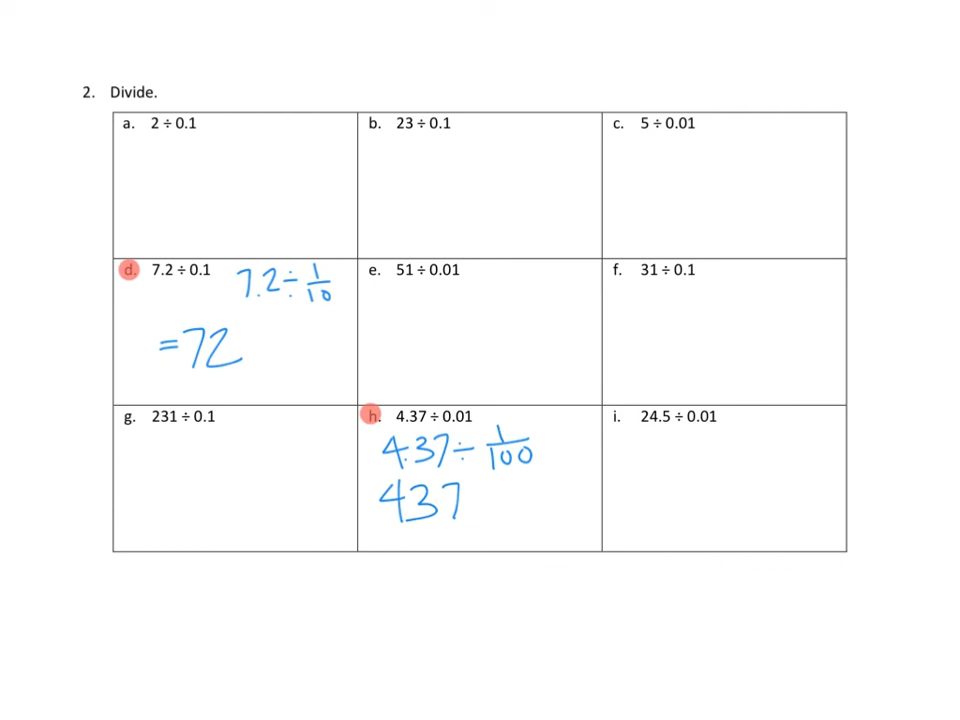 2. Divide.
a. 2 ÷ 0.1
b. 23 ÷ 0.1
c. 5 ÷ 0.01
d. 7.2 ÷ 0.1
7.2 ÷ 1/10
= 72
e. 51 ÷ 0.01
f. 31 ÷ 0.1
g. 231 ÷ 0.1
h. 4.37 ÷ 0.01
4.37 ÷ 1/100
437
i. 24.5 ÷ 0.01